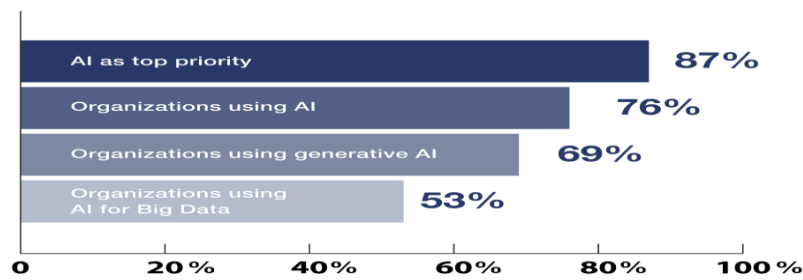 AI as top priority
87%
Organizations using AI
76%
Organizations using generative AI
69%
Organizations using
AI for Big Data
53%
0 20% 40% 60% 80% 100%